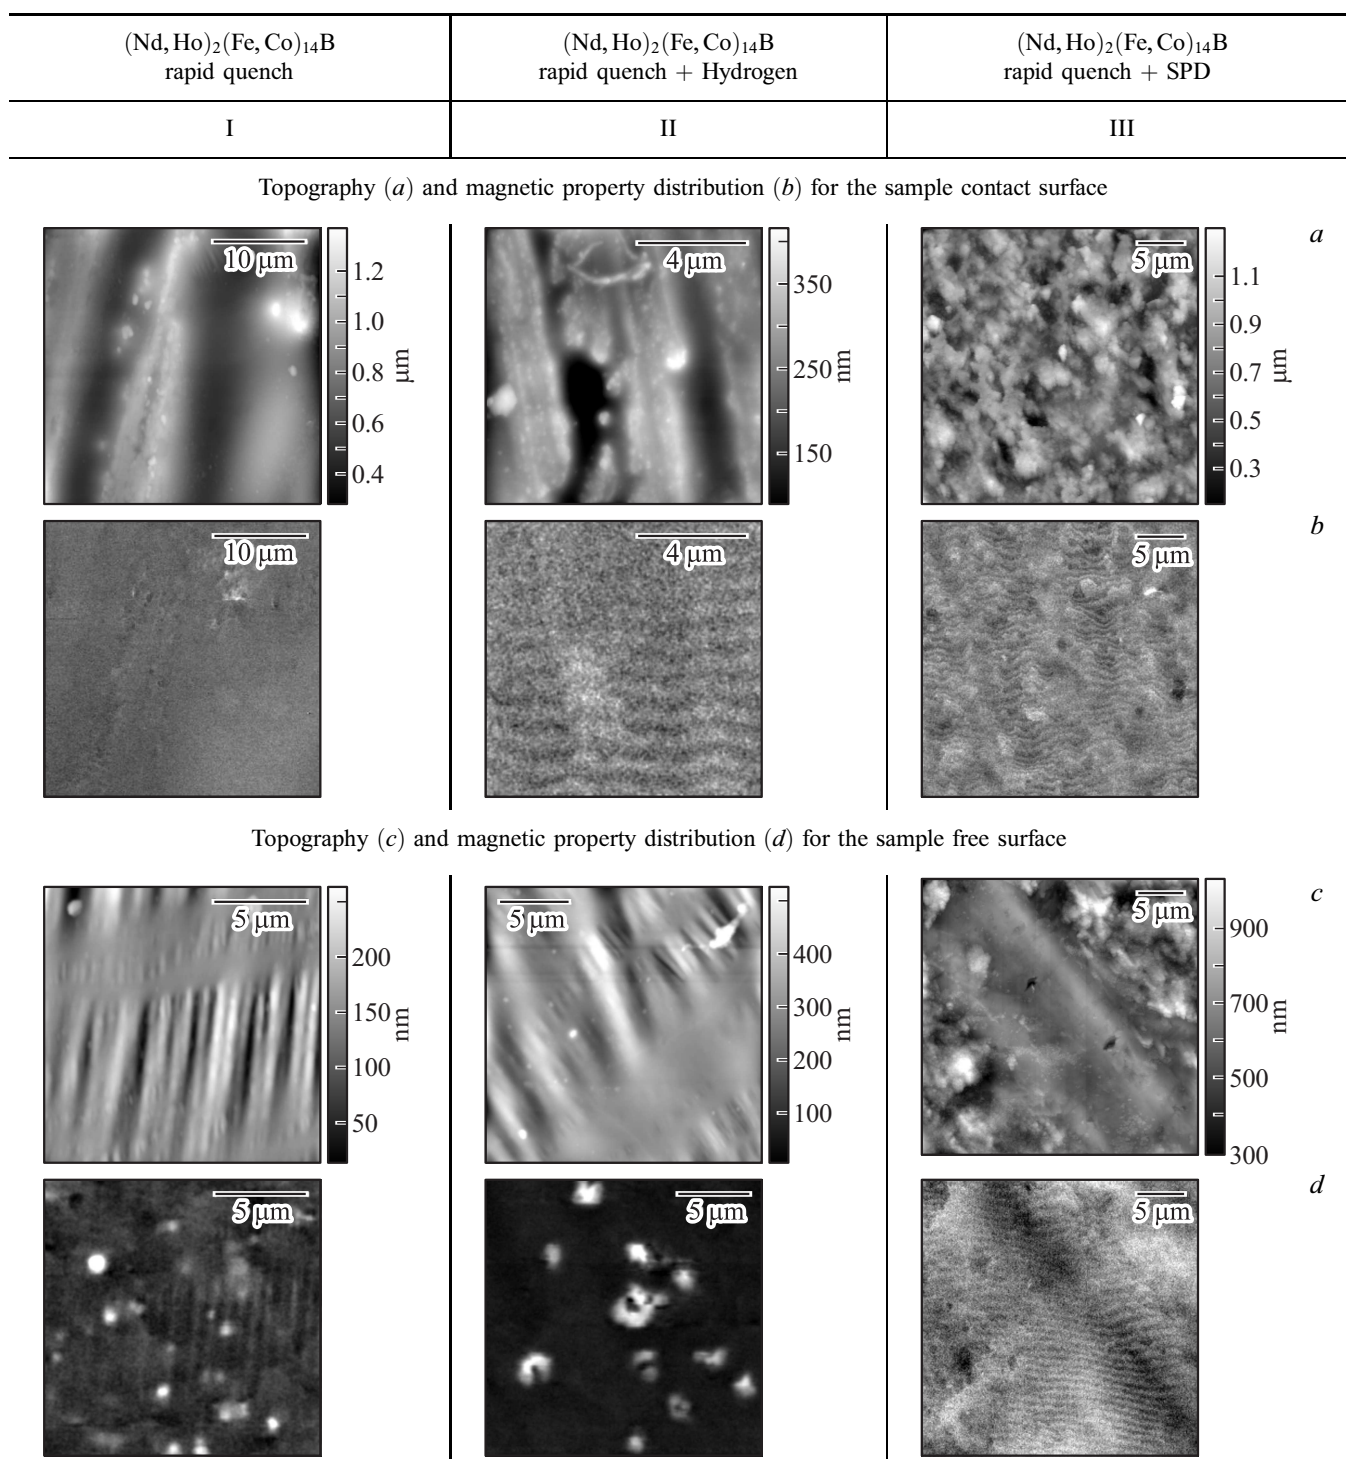 (Nd, Ho)₂(Fe, Co)₁₄B
rapid quench
(Nd, Ho)₂(Fe, Co)₁₄B
rapid quench + Hydrogen
(Nd, Ho)₂(Fe, Co)₁₄B
rapid quench + SPD
I
II
III
Topography (a) and magnetic property distribution (b) for the sample contact surface
10 μm
1.2
1.0
0.8
0.6
0.4
μm
4 μm
350
250
150
nm
5 μm
1.1
0.9
0.7
0.5
0.3
μm
a
10 μm
4 μm
5 μm
b
Topography (c) and magnetic property distribution (d) for the sample free surface
5 μm
200
150
100
50
nm
5 μm
400
300
200
100
nm
5 μm
900
700
500
300
nm
c
5 μm
5 μm
5 μm
d